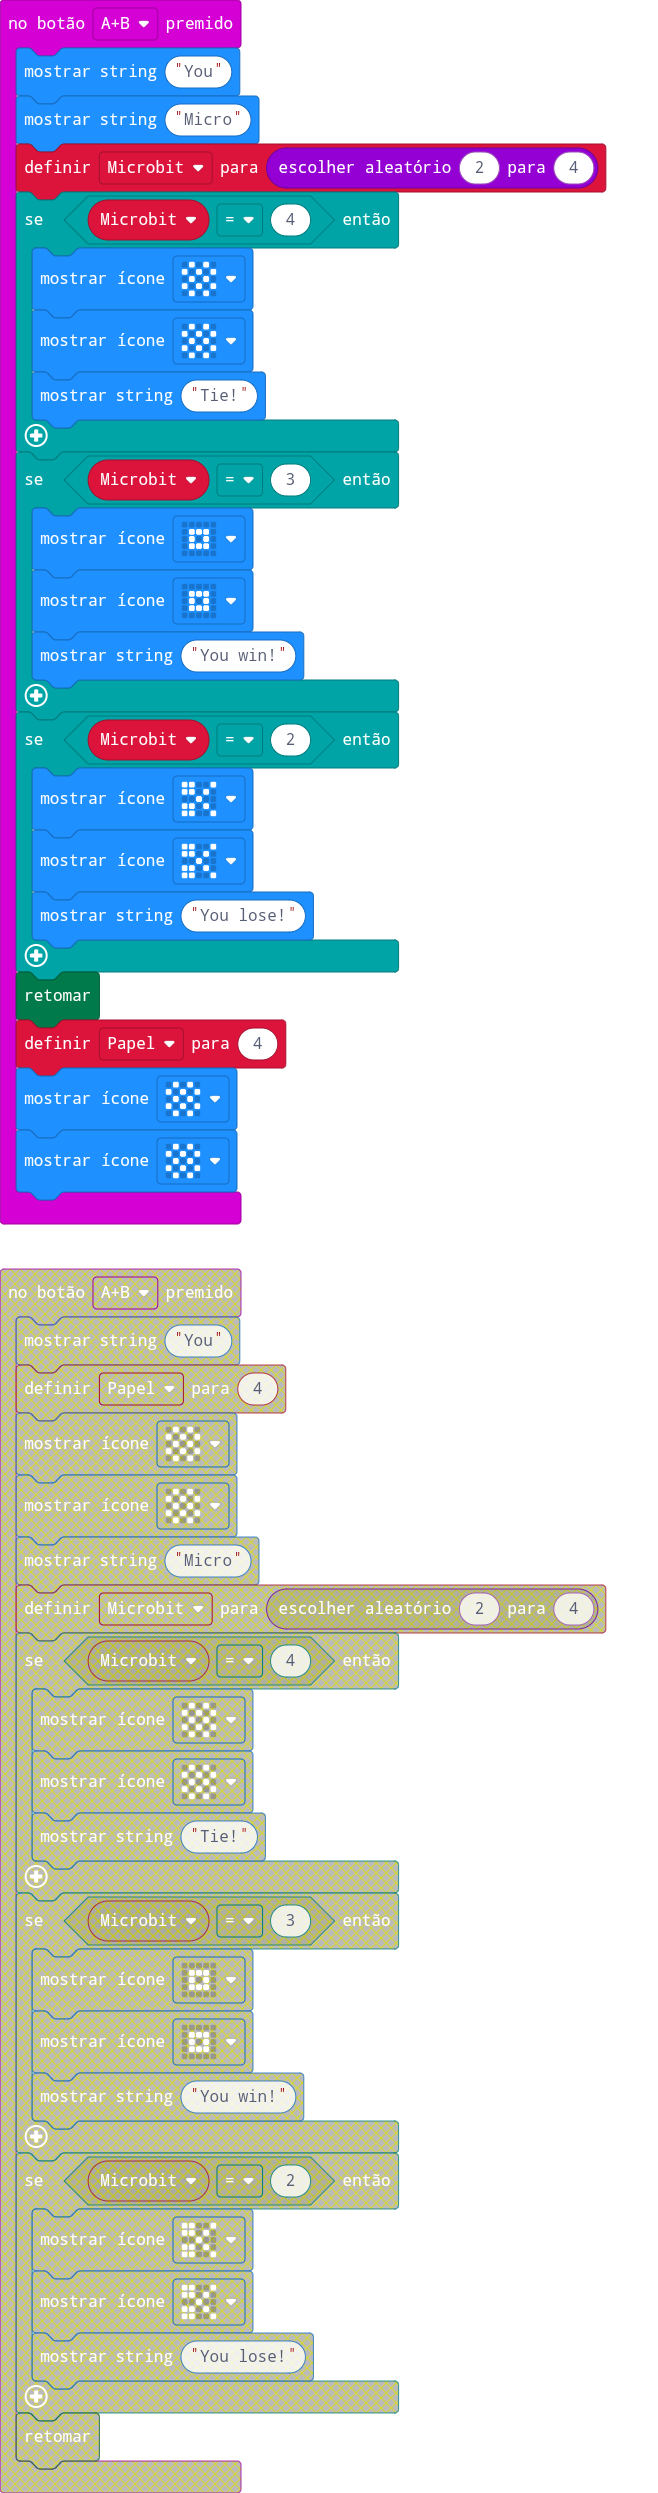 no botão A+B premido
mostrar string "You"
mostrar string "Micro"
definir Microbit para escolher aleatório 2 para 4
se Microbit = 4 então
mostrar ícone
mostrar ícone
mostrar string "Tie!"
se Microbit = 3 então
mostrar ícone
mostrar ícone
mostrar string "You win!"
se Microbit = 2 então
mostrar ícone
mostrar ícone
mostrar string "You lose!"
retomar
definir Papel para 4
mostrar ícone
mostrar ícone
no botão A+B premido
mostrar string "You"
definir Papel para 4
mostrar ícone
mostrar ícone
mostrar string "Micro"
definir Microbit para escolher aleatório 2 para 4
se Microbit = 4 então
mostrar ícone
mostrar ícone
mostrar string "Tie!"
se Microbit = 3 então
mostrar ícone
mostrar ícone
mostrar string "You win!"
se Microbit = 2 então
mostrar ícone
mostrar ícone
mostrar string "You lose!"
retomar